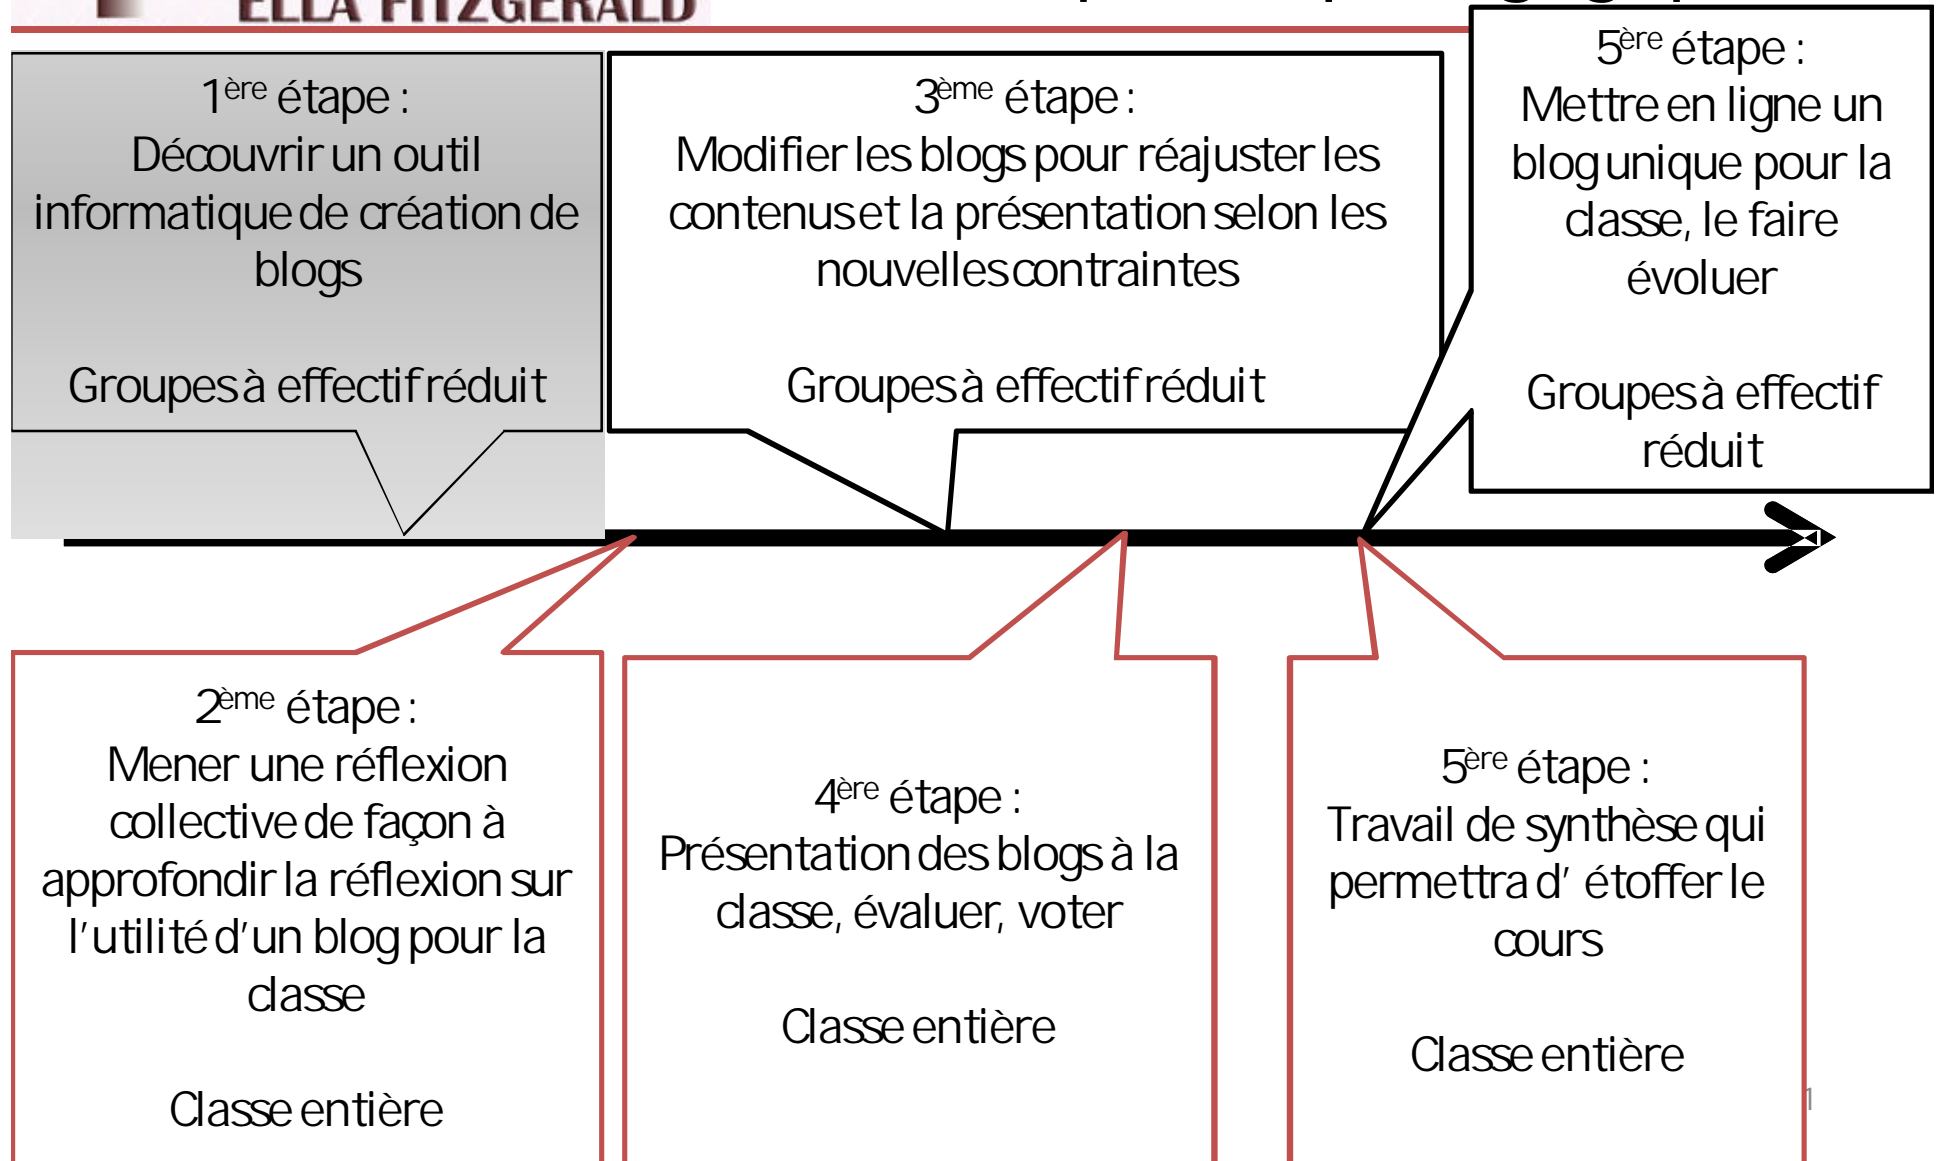 ELLA FITZGERALD
1ère étape :
Découvrir un outil
informatique de création de
blogs
Groupes à effectif réduit
3ème étape :
Modifier les blogs pour réajuster les
contenus et la présentation selon les
nouvelles contraintes
Groupes à effectif réduit
5ère étape :
Mettre en ligne un
blog unique pour la
classe, le faire
évoluer
Groupes à effectif
réduit
2ème étape :
Mener une réflexion
collective de façon à
approfondir la réflexion sur
l'utilité d'un blog pour la
classe
Classe entière
4ère étape :
Présentation des blogs à la
classe, évaluer, voter
Classe entière
5ère étape :
Travail de synthèse qui
permettra d' étoffer le
cours
Classe entière
1